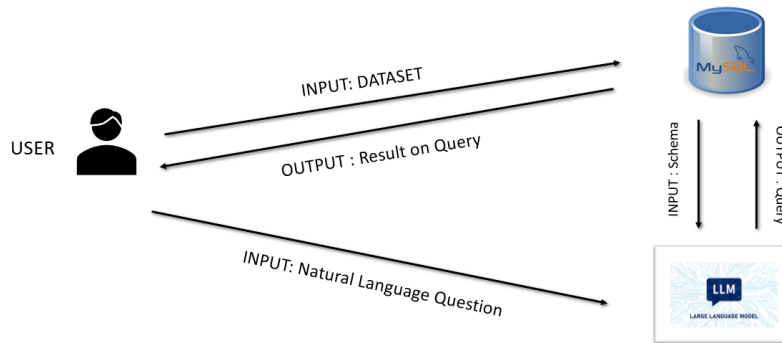 MySQL
INPUT: DATASET
USER
OUTPUT : Result on Query
INPUT : Schema
OUTPUT : Query
INPUT: Natural Language Question
LLM
LARGE LANGUAGE MODEL